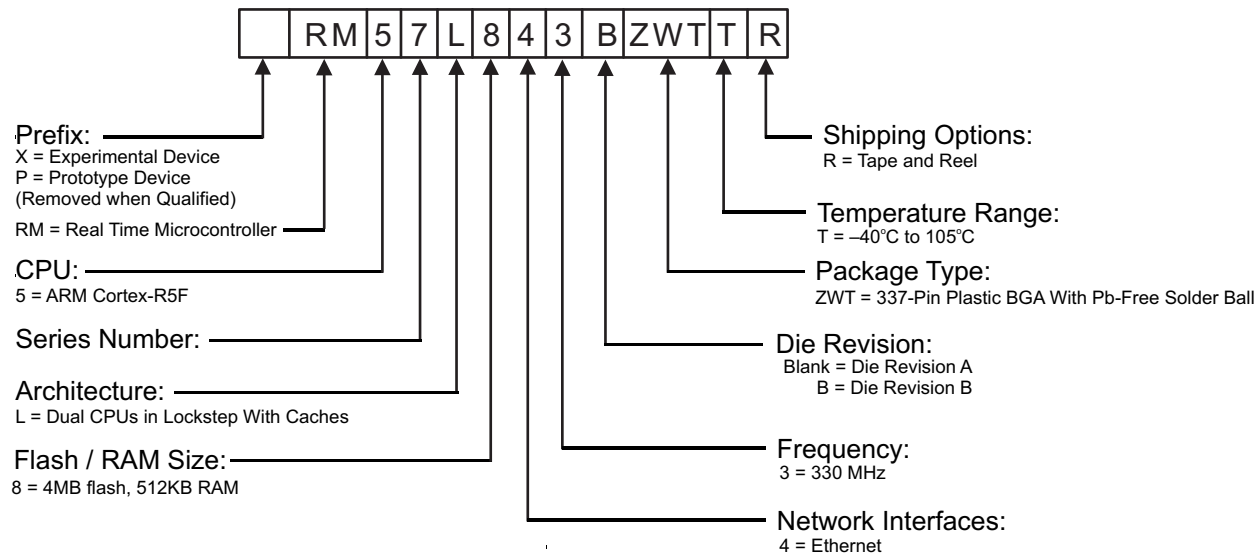 RM 5 7 L 8 4 3 B ZWT T R
Prefix:
X = Experimental Device
P = Prototype Device
(Removed when Qualified)
RM = Real Time Microcontroller
CPU:
5 = ARM Cortex-R5F
Series Number:
Architecture:
L = Dual CPUs in Lockstep With Caches
Flash / RAM Size:
8 = 4MB flash, 512KB RAM
Shipping Options:
R = Tape and Reel
Temperature Range:
T = –40°C to 105°C
Package Type:
ZWT = 337-Pin Plastic BGA With Pb-Free Solder Ball
Die Revision:
Blank = Die Revision A
B = Die Revision B
Frequency:
3 = 330 MHz
Network Interfaces:
4 = Ethernet